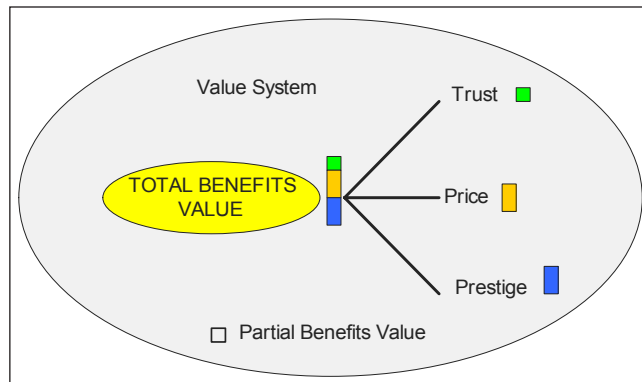 Value System
Trust
TOTAL BENEFITS
VALUE
Price
Prestige
Partial Benefits Value